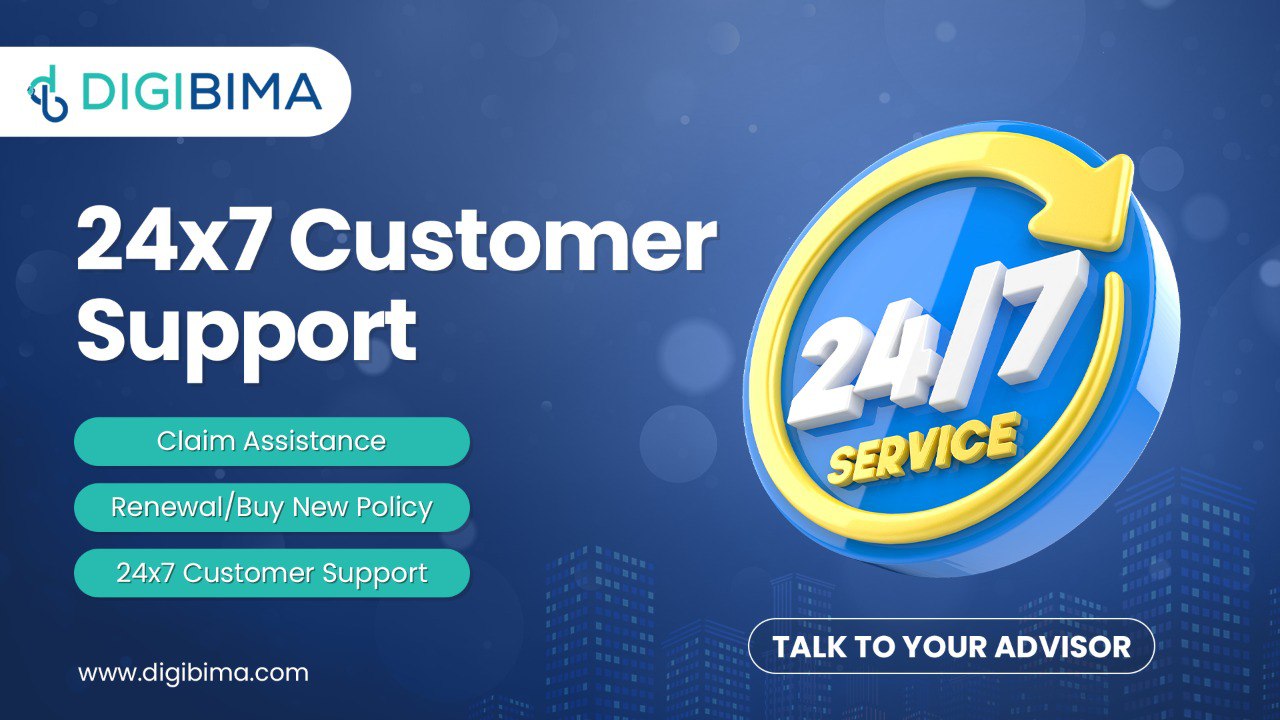 DIGIBIMA
24x7 Customer
Support
Claim Assistance
Renewal/Buy New Policy
24x7 Customer Support
www.digibima.com
24/7
SERVICE
TALK TO YOUR ADVISOR